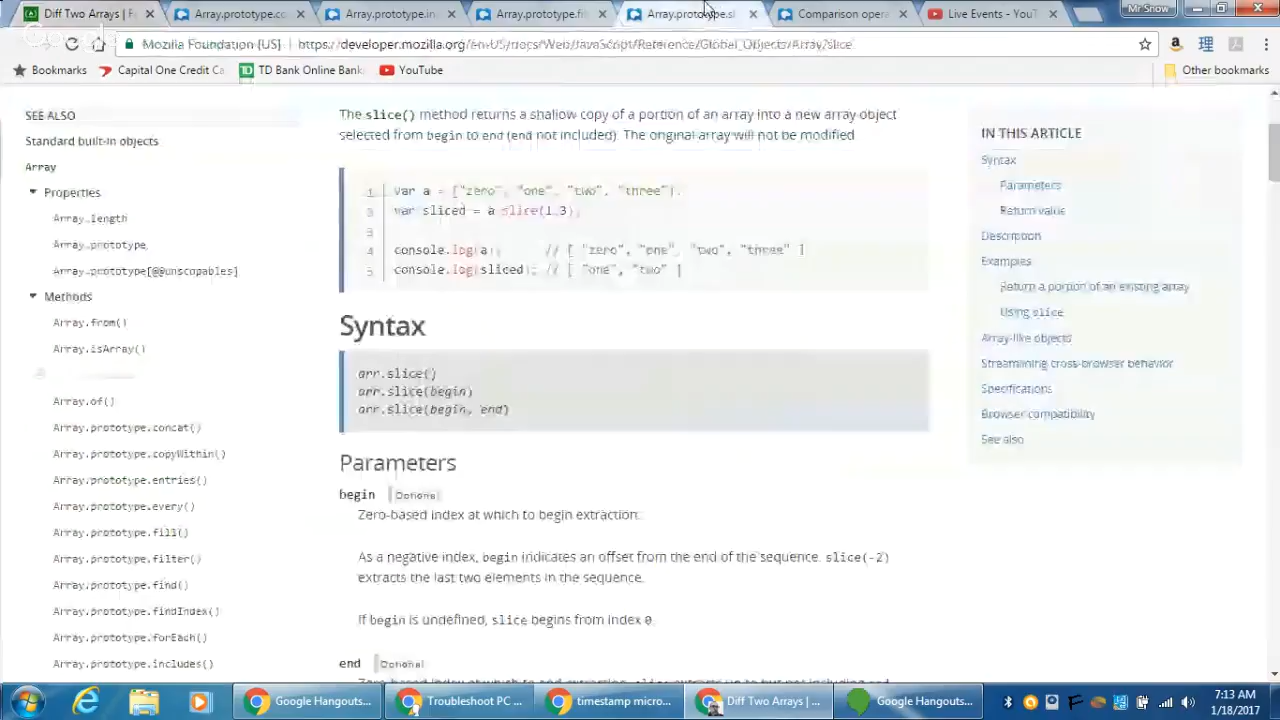 Diff Two Arrays | F
Array.prototype.co
Array.prototype.in
Array.prototype.fi
Array.prototype.s
Comparison opera
Live Events - YouT
Mr Snow
Mozilla Foundation [US] | https://developer.mozilla.org/en-US/docs/Web/JavaScript/Reference/Global_Objects/Array/slice
Bookmarks
Capital One Credit Ca
TD Bank Online Bank
YouTube
Other bookmarks
SEE ALSO
Standard built-in objects
Array
Properties
Array.length
Array.prototype
Array.prototype[@@unscopables]
Methods
Array.from()
Array.isArray()
Array.of()
Array.prototype.concat()
Array.prototype.copyWithin()
Array.prototype.entries()
Array.prototype.every()
Array.prototype.fill()
Array.prototype.filter()
Array.prototype.find()
Array.prototype.findIndex()
Array.prototype.forEach()
Array.prototype.includes()
The slice() method returns a shallow copy of a portion of an array into a new array object
selected from begin to end (end not included). The original array will not be modified
1 var a = ["zero", "one", "two", "three"];
2 var sliced = a.slice(1,3);
3
4 console.log(a); // [ "zero", "one", "two", "three" ]
5 console.log(sliced); // [ "one", "two" ]
Syntax
arr.slice()
arr.slice(begin)
arr.slice(begin, end)
Parameters
begin Optional
Zero-based index at which to begin extraction.
As a negative index, begin indicates an offset from the end of the sequence. slice(-2)
extracts the last two elements in the sequence.
If begin is undefined, slice begins from index 0.
end Optional
IN THIS ARTICLE
Syntax
Parameters
Return value
Description
Examples
Return a portion of an existing array
Using slice
Array-like objects
Streamlining cross-browser behavior
Specifications
Browser compatibility
See also
Google Hangouts...
Troubleshoot PC ...
timestamp micro...
Diff Two Arrays | ...
Google Hangouts...
7:13 AM
1/18/2017